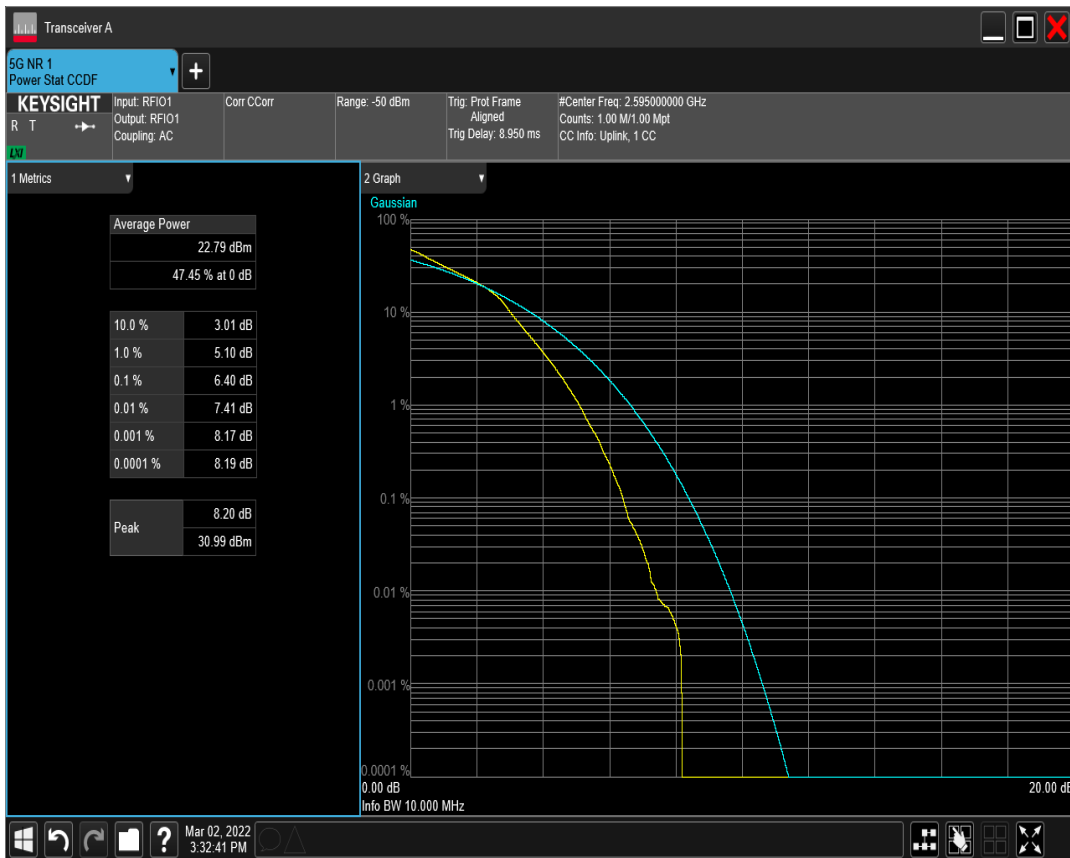 Transceiver A
5G NR 1
Power Stat CCDF
KEYSIGHT
R T
LXI
Input: RFIO1
Output: RFIO1
Coupling: AC
Corr CCorr
Range: -50 dBm
Trig: Prot Frame
Aligned
Trig Delay: 8.950 ms
#Center Freq: 2.595000000 GHz
Counts: 1.00 M/1.00 Mpt
CC Info: Uplink, 1 CC
1 Metrics
Average Power
22.79 dBm
47.45 % at 0 dB
10.0 % 3.01 dB
1.0 % 5.10 dB
0.1 % 6.40 dB
0.01 % 7.41 dB
0.001 % 8.17 dB
0.0001 % 8.19 dB
Peak
8.20 dB
30.99 dBm
2 Graph
Gaussian
100 %
10 %
1 %
0.1 %
0.01 %
0.001 %
0.0001 %
0.00 dB 20.00 dB
Info BW 10.000 MHz
Mar 02, 2022
3:32:41 PM